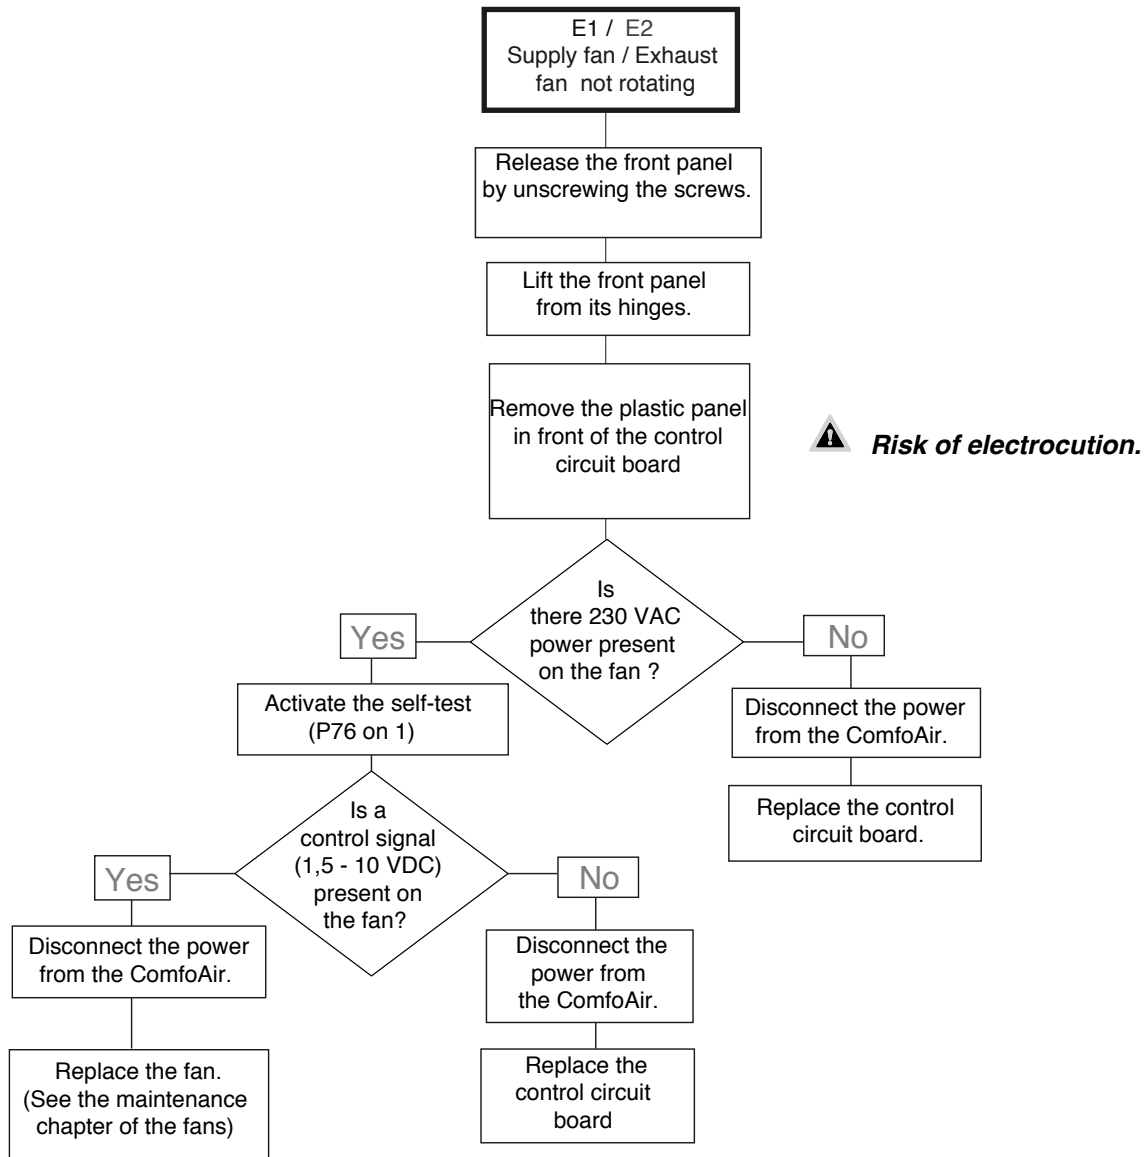 E1 / E2
Supply fan / Exhaust
fan not rotating
Release the front panel
by unscrewing the screws.
Lift the front panel
from its hinges.
Remove the plastic panel
in front of the control
circuit board
Risk of electrocution.
Is
there 230 VAC
power present
on the fan ?
Yes
No
Activate the self-test
(P76 on 1)
Disconnect the power
from the ComfoAir.
Replace the control
circuit board.
Is a
control signal
(1,5 - 10 VDC)
present on
the fan?
Yes
No
Disconnect the power
from the ComfoAir.
Replace the fan.
(See the maintenance
chapter of the fans)
Disconnect the
power from
the ComfoAir.
Replace the
control circuit
board